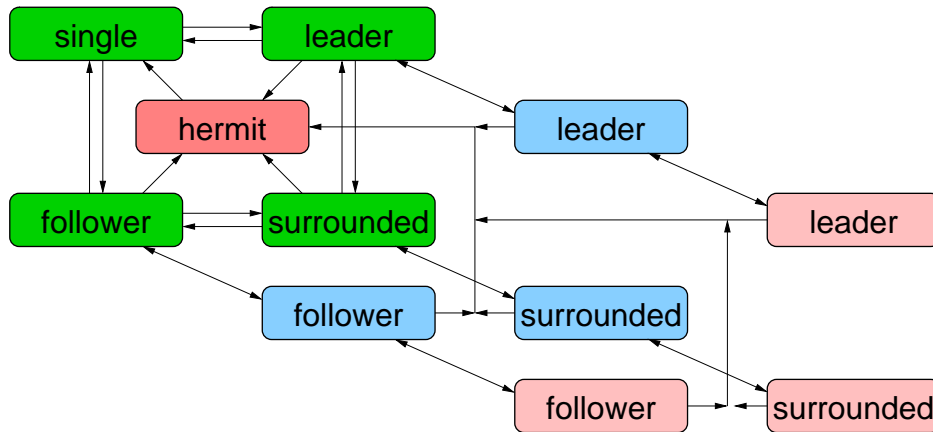 single
leader
hermit
leader
follower
surrounded
leader
follower
surrounded
follower
surrounded